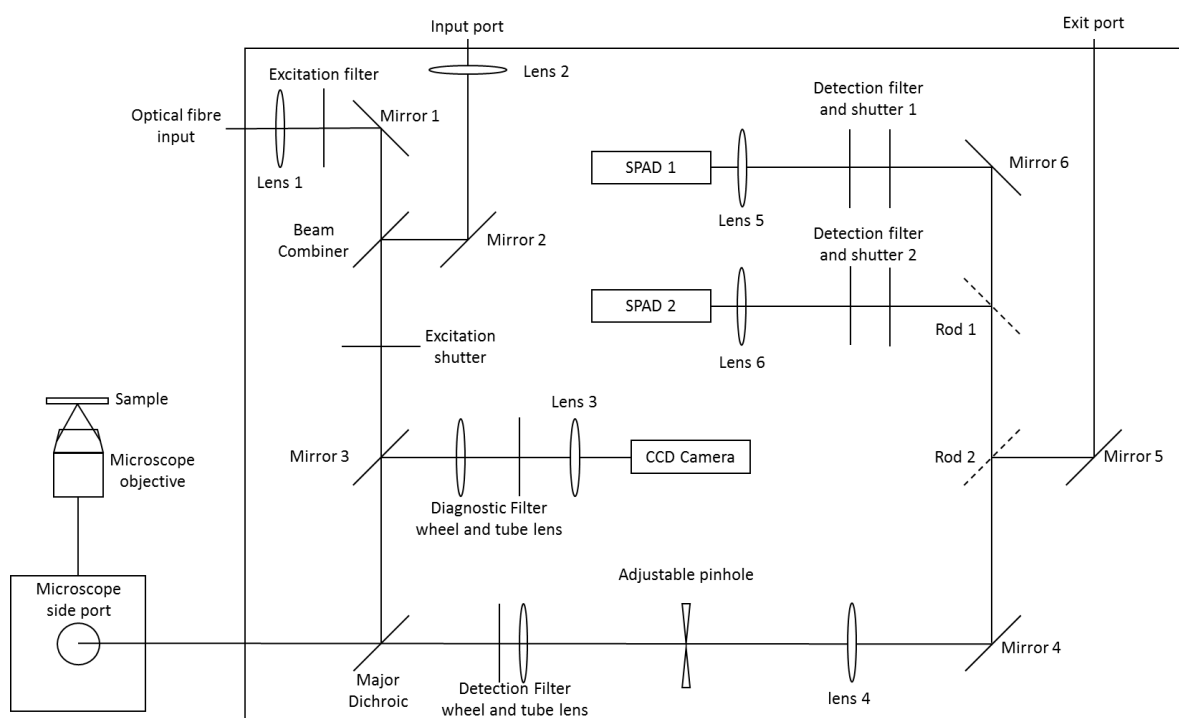 Input port
Exit port
Lens 2
Excitation filter
Detection filter
and shutter 1
Optical fibre
input
Mirror 1
Lens 1
SPAD 1
Mirror 6
Lens 5
Beam
Combiner
Mirror 2
Detection filter
and shutter 2
SPAD 2
Rod 1
Lens 6
Excitation
shutter
Sample
Lens 3
Microscope
objective
Mirror 3
CCD Camera
Rod 2
Mirror 5
Diagnostic Filter
wheel and tube lens
Microscope
side port
Adjustable pinhole
Mirror 4
Major
Dichroic
Detection Filter
wheel and tube lens
lens 4